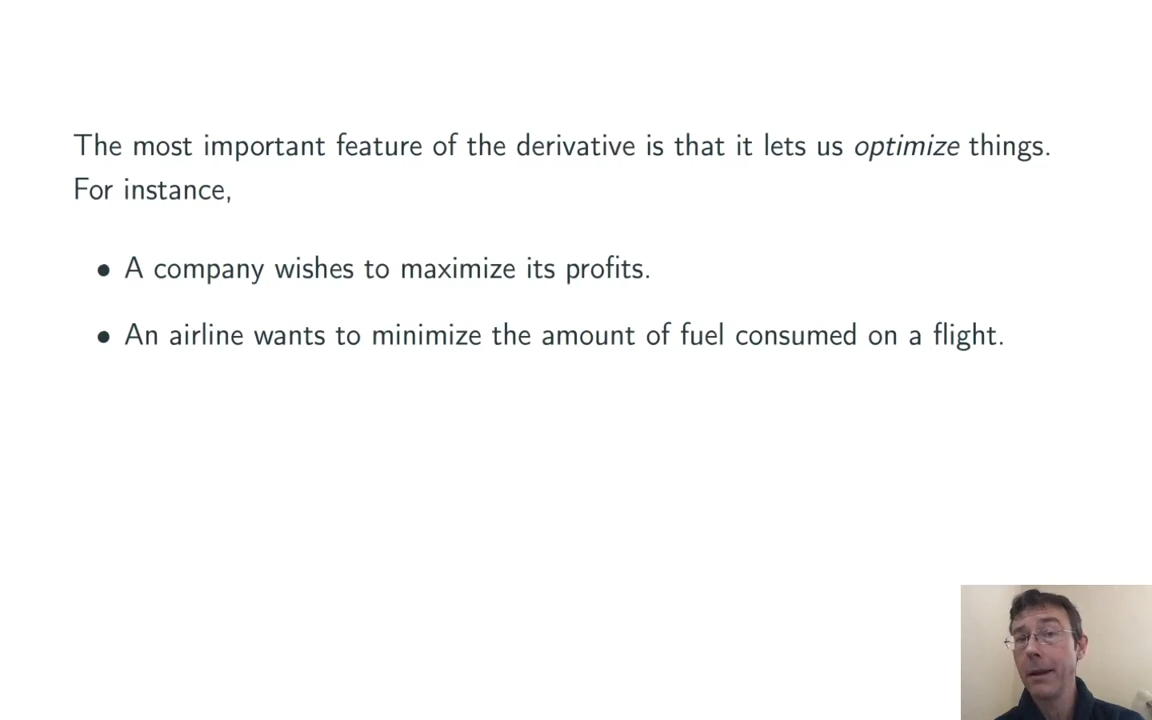 The most important feature of the derivative is that it lets us optimize things.
For instance,
• A company wishes to maximize its profits.
• An airline wants to minimize the amount of fuel consumed on a flight.